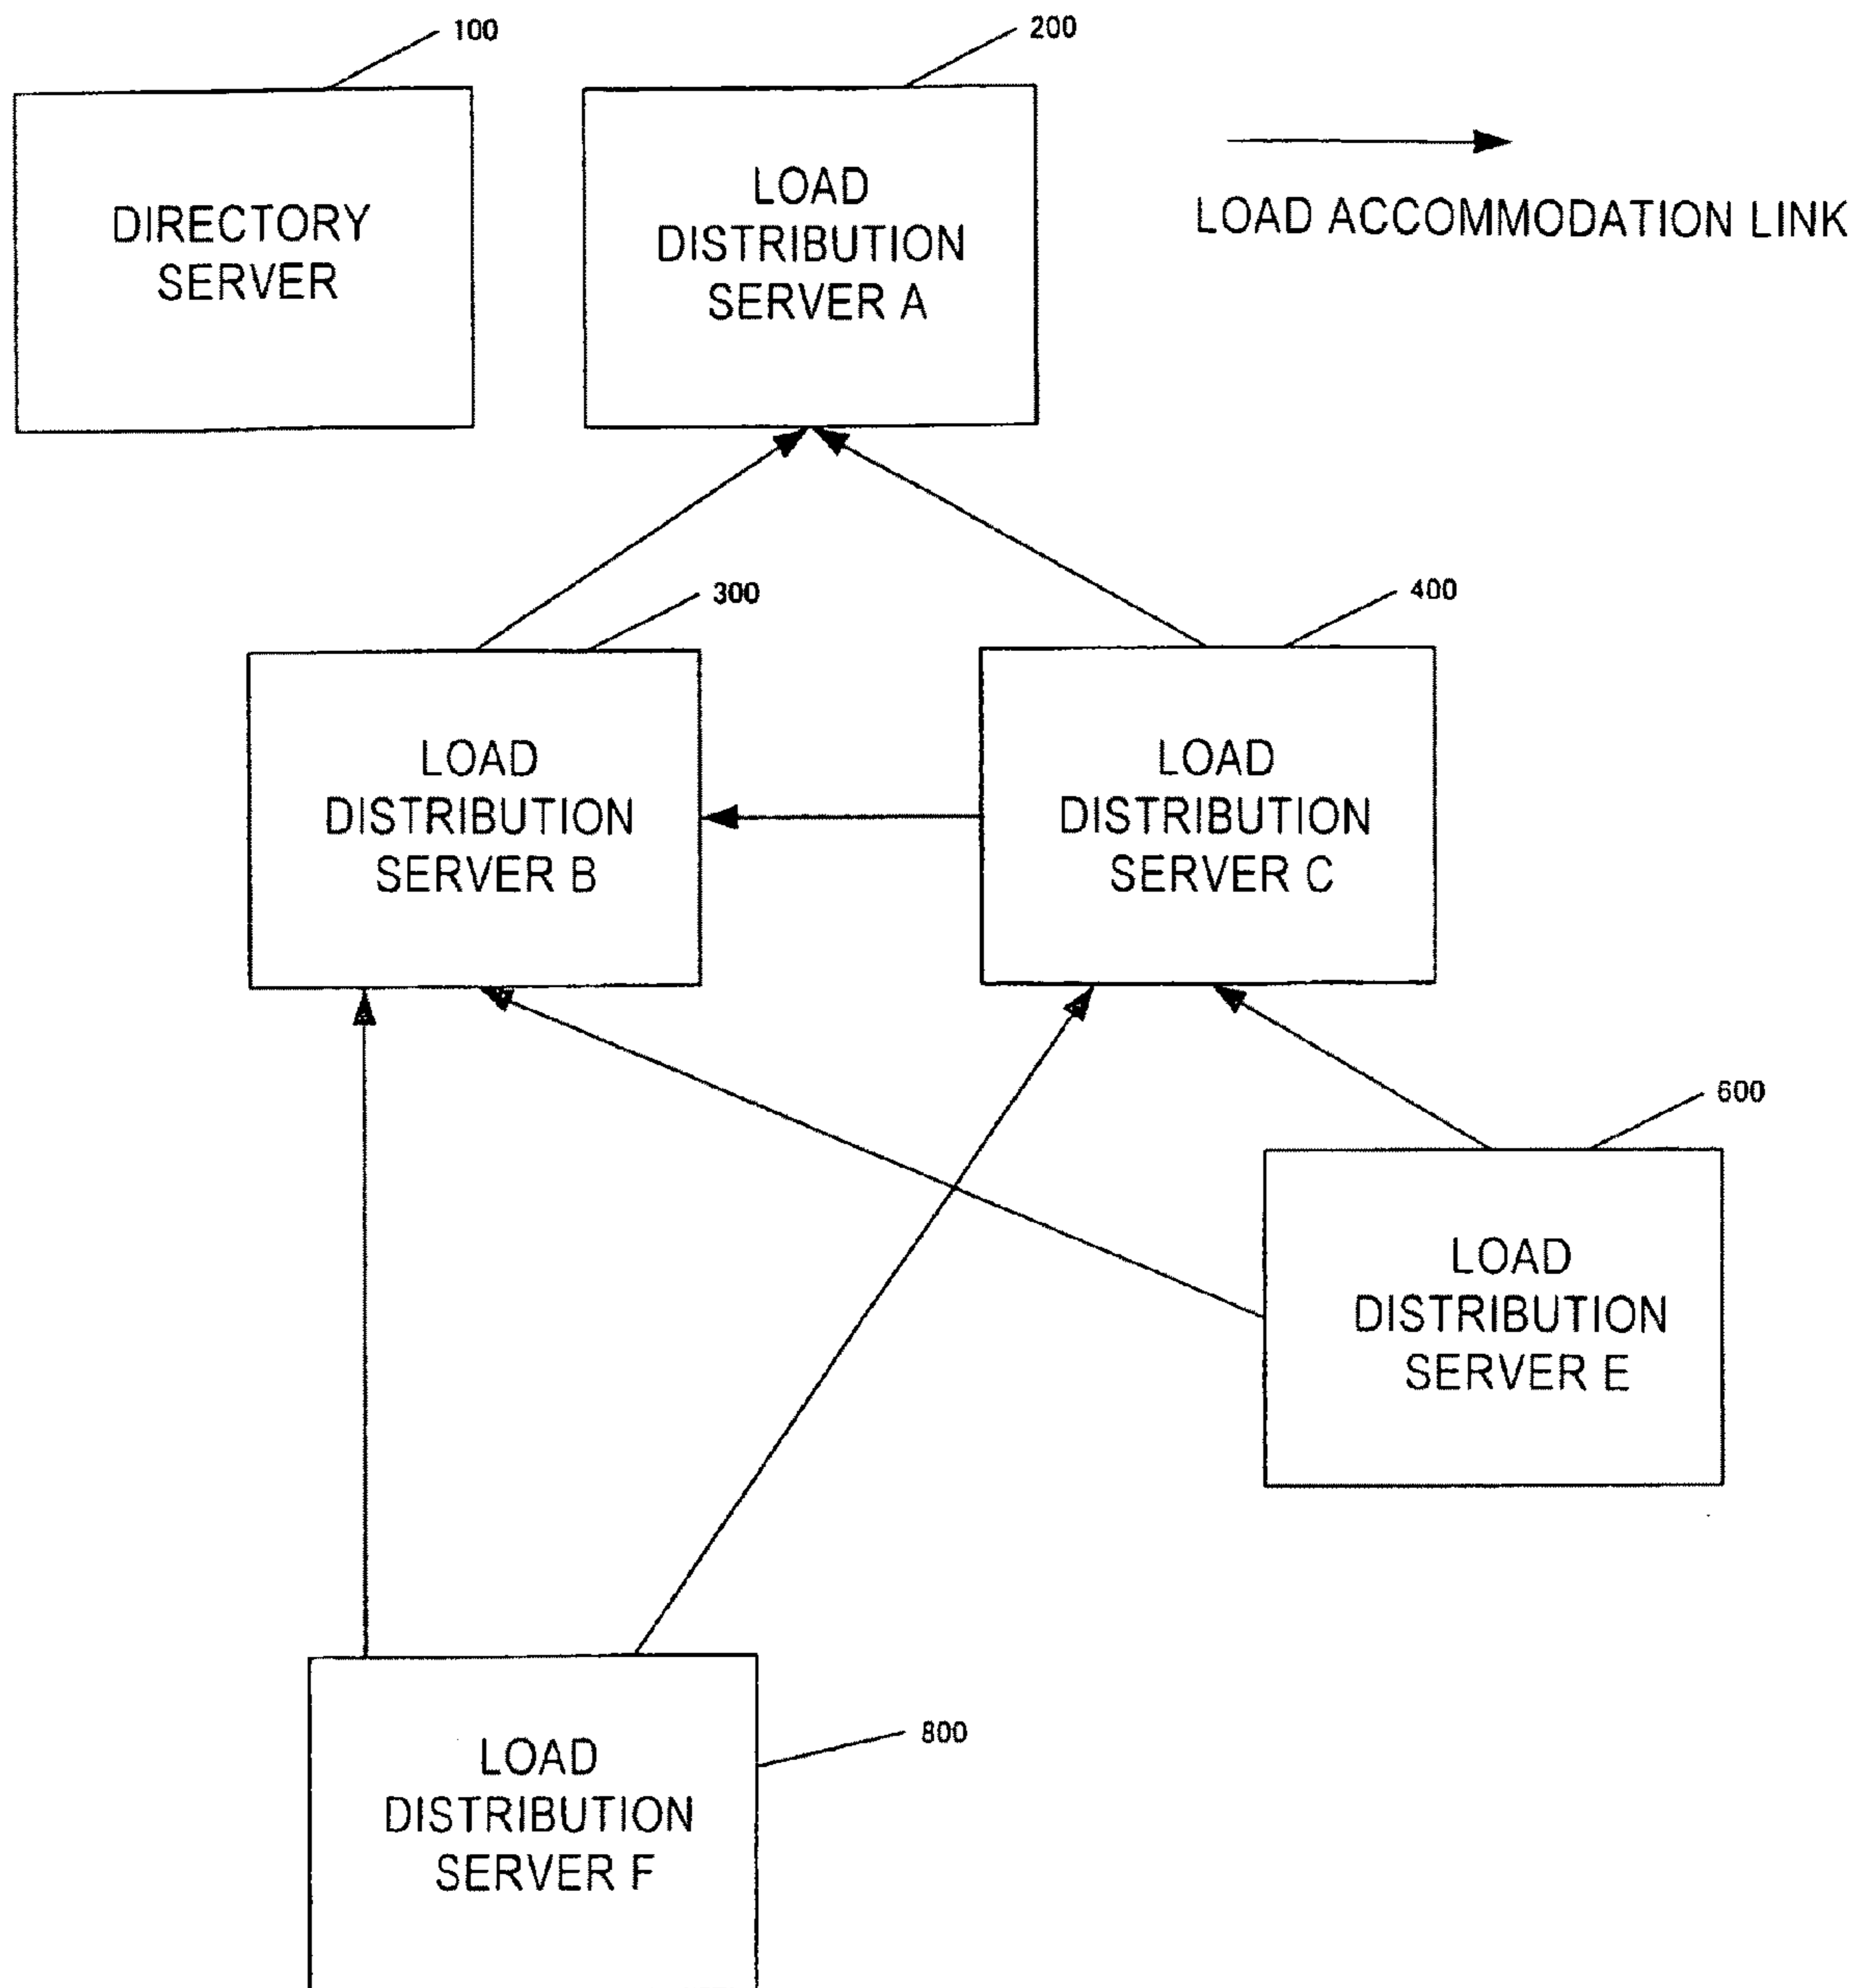 100
200
DIRECTORY
SERVER
LOAD
DISTRIBUTION
SERVER A
LOAD ACCOMMODATION LINK
300
400
LOAD
DISTRIBUTION
SERVER B
LOAD
DISTRIBUTION
SERVER C
600
LOAD
DISTRIBUTION
SERVER E
800
LOAD
DISTRIBUTION
SERVER F